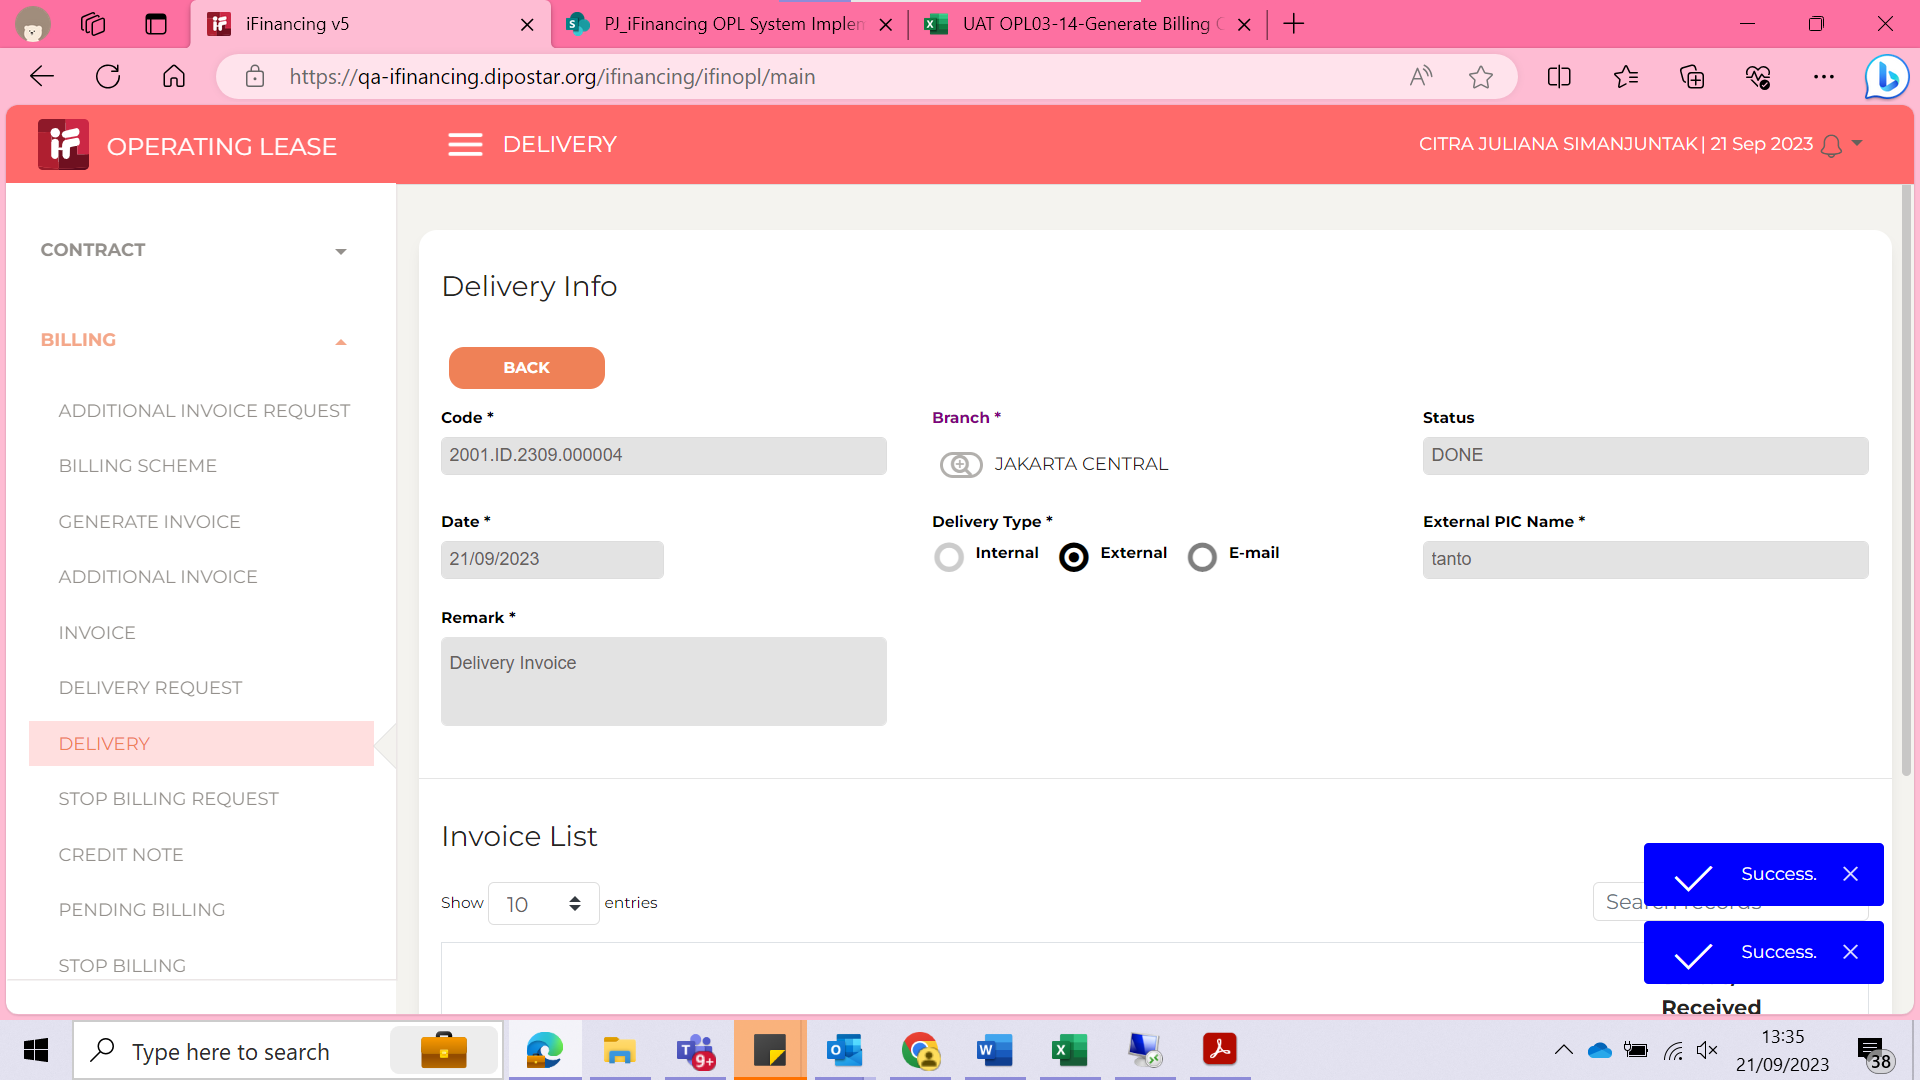 iFinancing v5
PJ_iFinancing OPL System Implem
UAT OPL03-14-Generate Billing
https://qa-ifinancing.dipostar.org/ifinancing/ifinopl/main
iF OPERATING LEASE
DELIVERY
CITRA JULIANA SIMANJUNTAK | 21 Sep 2023
CONTRACT
BILLING
ADDITIONAL INVOICE REQUEST
BILLING SCHEME
GENERATE INVOICE
ADDITIONAL INVOICE
INVOICE
DELIVERY REQUEST
DELIVERY
STOP BILLING REQUEST
CREDIT NOTE
PENDING BILLING
STOP BILLING
Delivery Info
BACK
Code *
2001.ID.2309.000004
Branch *
JAKARTA CENTRAL
Status
DONE
Date *
21/09/2023
Delivery Type *
Internal
External
E-mail
External PIC Name *
tanto
Remark *
Delivery Invoice
Invoice List
Show 10 entries
Search records
Success.
Success.
Received
Type here to search
9+
13:35
21/09/2023
38